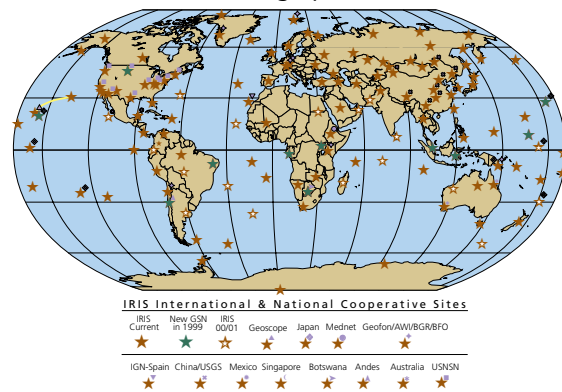 IRIS International & National Cooperative Sites
IRIS Current New GSN in 1999 IRIS 00/01 Geoscope Japan Mednet Geofon/AWI/BGR/BFO
IGN-Spain China/USGS Mexico Singapore Botswana Andes Australia USNSN